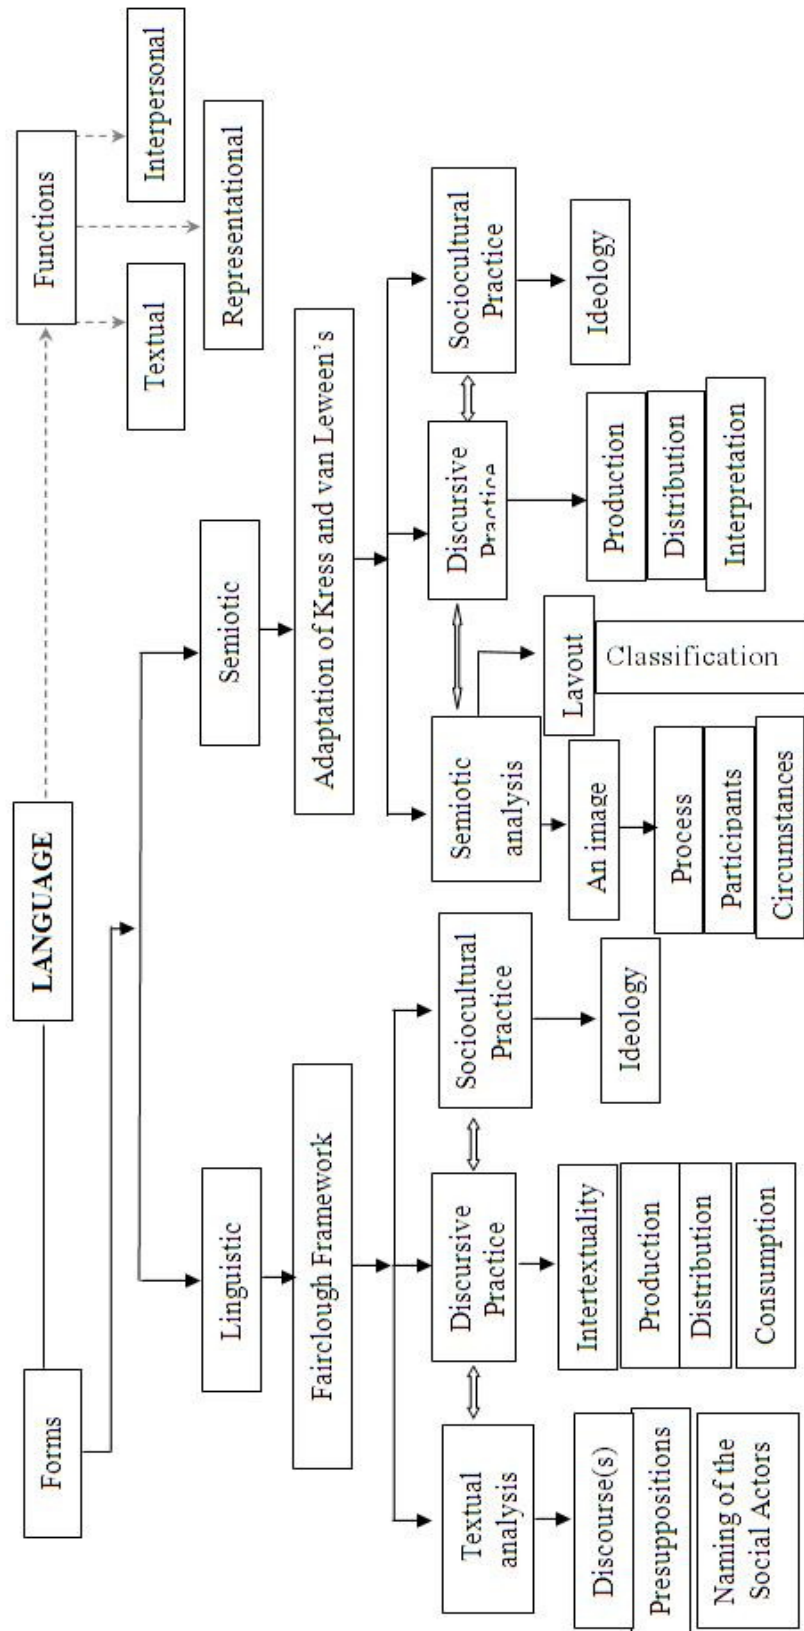 LANGUAGE
Forms
Functions
Textual
Interpersonal
Representational
Linguistic
Semiotic
Fairclough Framework
Adaptation of Kress and van Leween's
Textual
analysis
Discursive
Practice
Sociocultural
Practice
Semiotic
analysis
Discursive
Practice
Sociocultural
Practice
Discourse(s)
Presuppositions
Naming of the
Social Actors
Intertextuality
Production
Distribution
Consumption
Ideology
An image
Layout
Classification
Process
Participants
Circumstances
Production
Distribution
Interpretation
Ideology